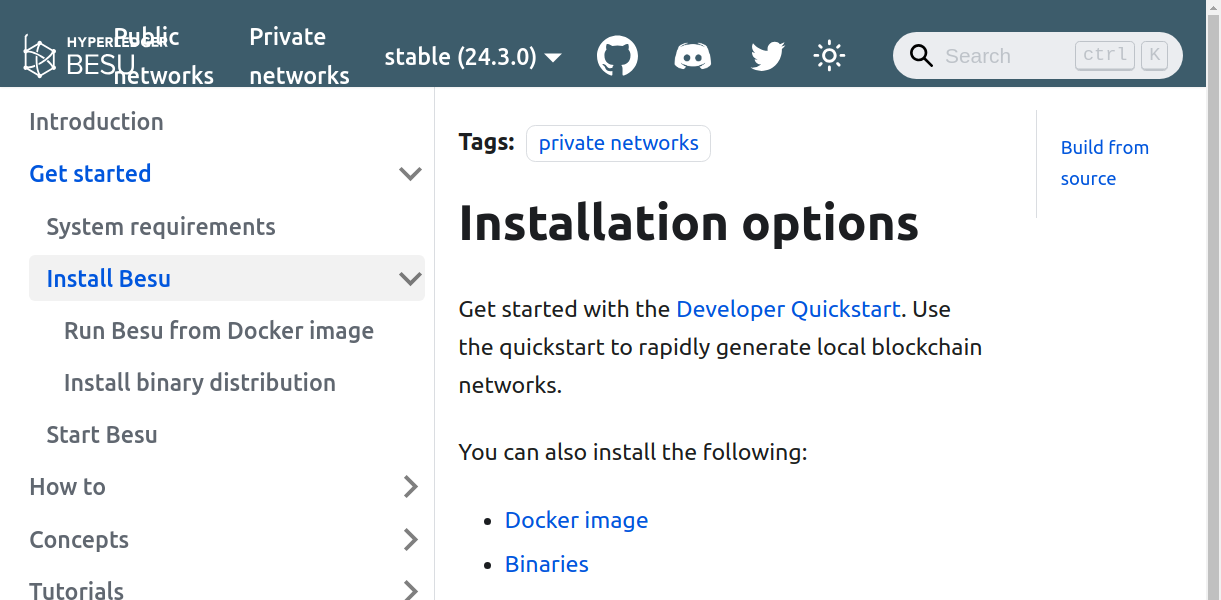 HYPERLEDGER
BESU
Public
networks
Private
networks
stable (24.3.0)
Search
ctrl K
Introduction
Get started
System requirements
Install Besu
Run Besu from Docker image
Install binary distribution
Start Besu
How to
Concepts
Tutorials
Tags: private networks
Installation options
Get started with the Developer Quickstart. Use
the quickstart to rapidly generate local blockchain
networks.
You can also install the following:
Docker image
Binaries
Build from
source